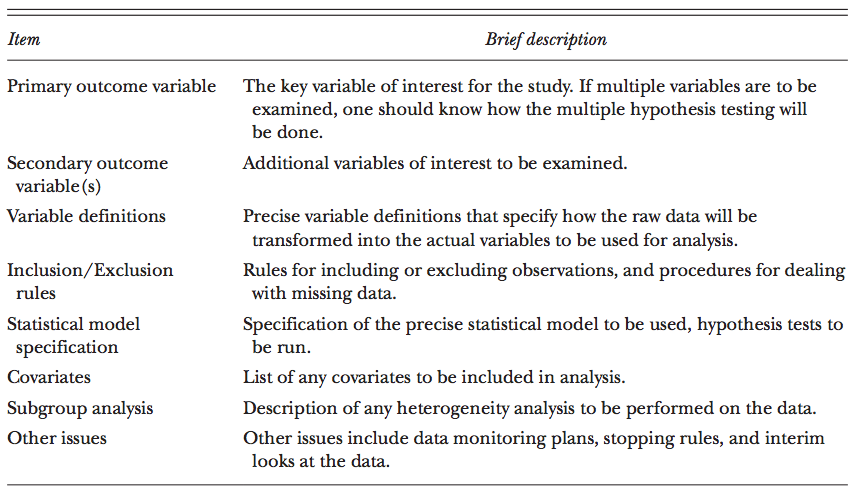 Item Brief description
Primary outcome variable The key variable of interest for the study. If multiple variables are to be
examined, one should know how the multiple hypothesis testing will
be done.
Secondary outcome Additional variables of interest to be examined.
variable(s)
Variable definitions Precise variable definitions that specify how the raw data will be
transformed into the actual variables to be used for analysis.
Inclusion/Exclusion Rules for including or excluding observations, and procedures for dealing
rules with missing data.
Statistical model Specification of the precise statistical model to be used, hypothesis tests to
specification be run.
Covariates List of any covariates to be included in analysis.
Subgroup analysis Description of any heterogeneity analysis to be performed on the data.
Other issues Other issues include data monitoring plans, stopping rules, and interim
looks at the data.